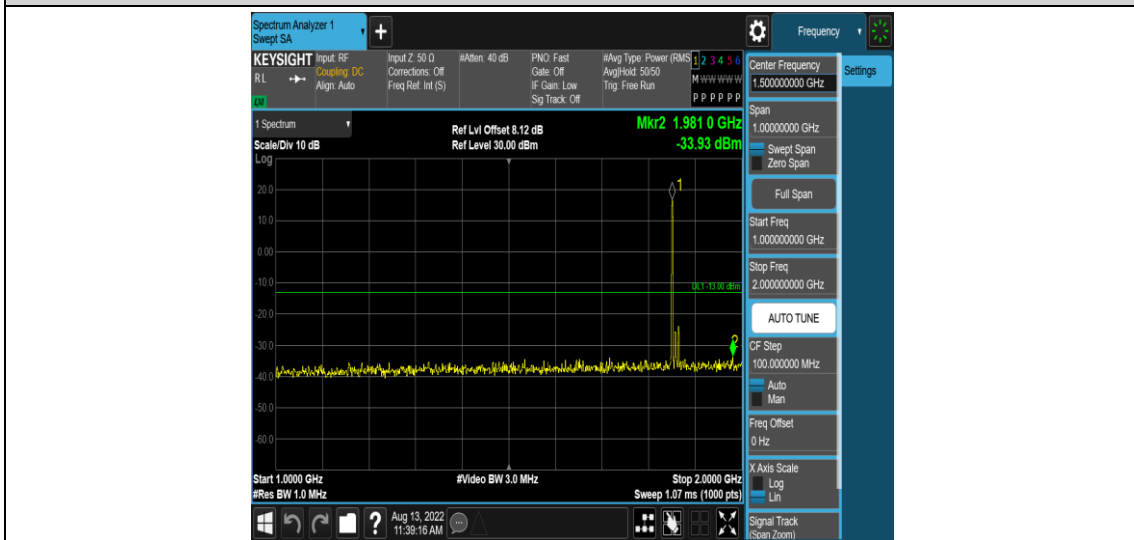 Spectrum Analyzer 1
Swept SA
+
Frequency
KEYSIGHT
RL
LXI
Input: RF
Coupling: DC
Align: Auto
Input Z: 50 Ω
Corrections: Off
Freq Ref: Int (S)
#Atten: 40 dB
PNO: Fast
Gate: Off
IF Gain: Low
Sig Track: Off
#Avg Type: Power (RMS
Avg|Hold: 50/50
Trig: Free Run
1 2 3 4 5 6
M W W W W W
P P P P P P
1 Spectrum
Scale/Div 10 dB
Ref Lvl Offset 8.12 dB
Ref Level 30.00 dBm
Mkr2 1.981 0 GHz
-33.93 dBm
Log
20.0
10.0
0.00
-10.0
-20.0
-30.0
-40.0
-50.0
-60.0
1
DL1 -13.00 dBm
2
Start 1.0000 GHz
#Res BW 1.0 MHz
#Video BW 3.0 MHz
Stop 2.0000 GHz
Sweep 1.07 ms (1000 pts)
?
Aug 13, 2022
11:39:16 AM
Center Frequency
1.500000000 GHz
Settings
Span
1.00000000 GHz
Swept Span
Zero Span
Full Span
Start Freq
1.000000000 GHz
Stop Freq
2.000000000 GHz
AUTO TUNE
CF Step
100.000000 MHz
Auto
Man
Freq Offset
0 Hz
X Axis Scale
Log
Lin
Signal Track
(Span Zoom)